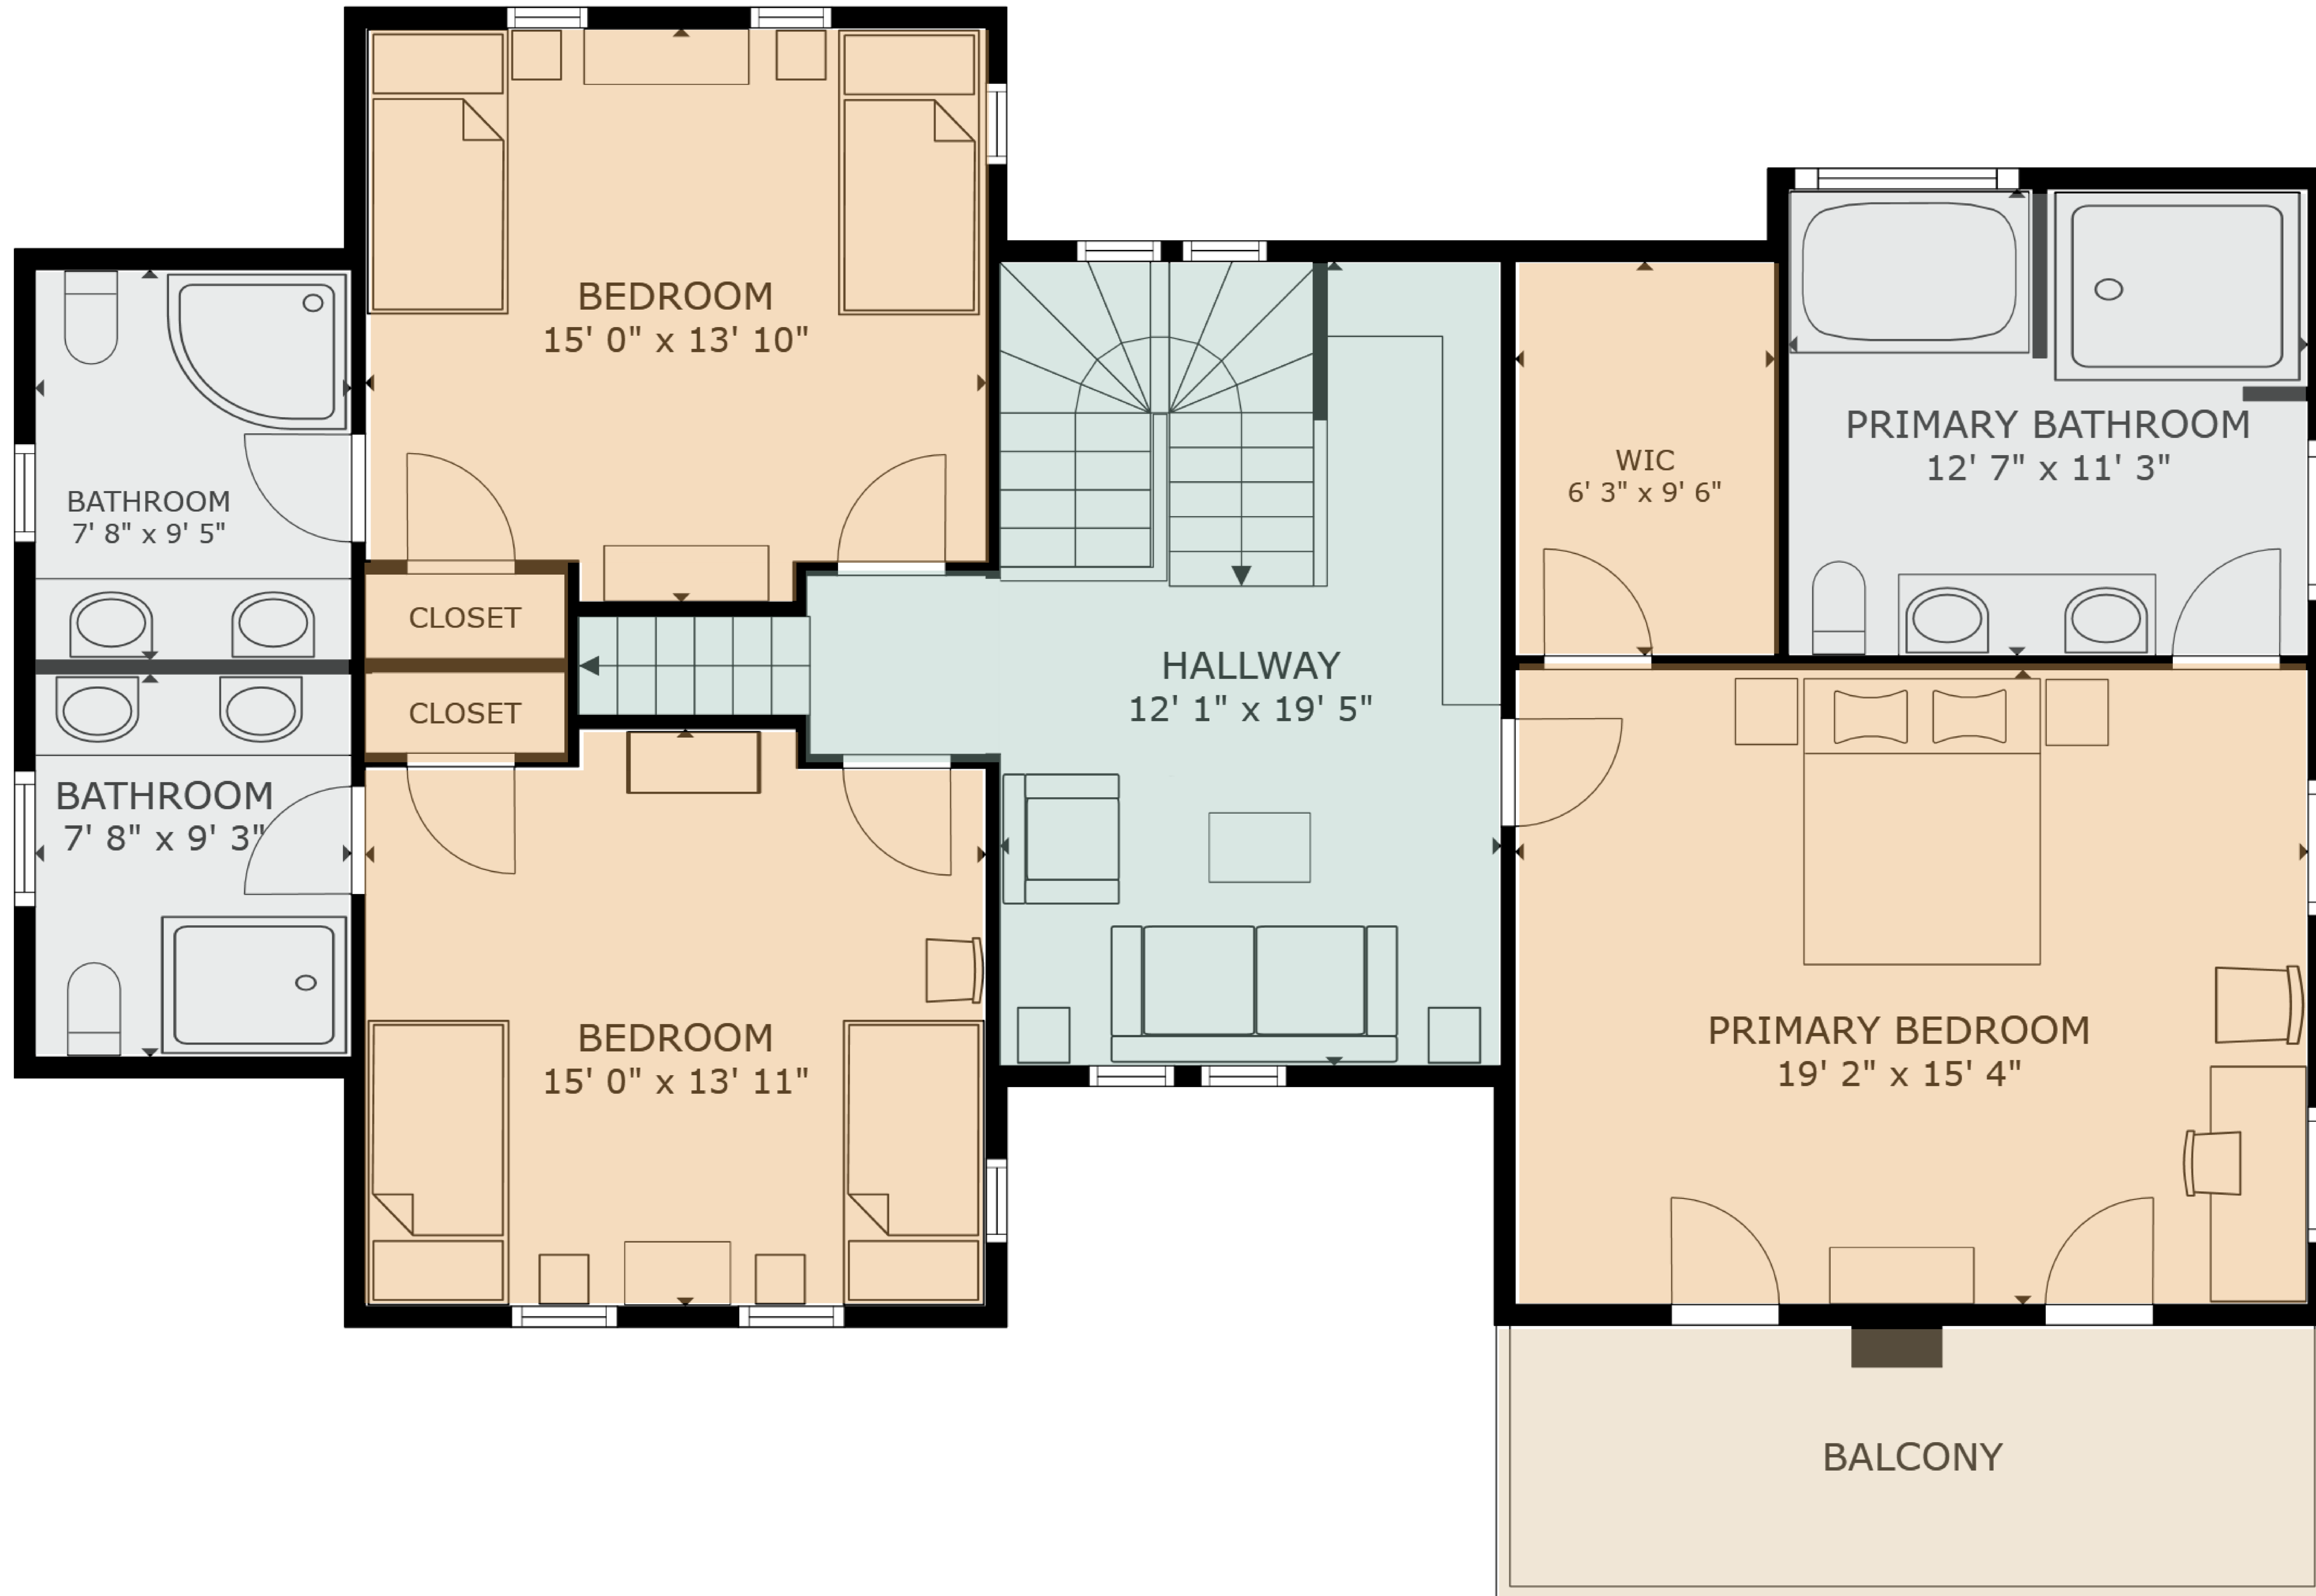 BEDROOM
15' 0" x 13' 10"
BATHROOM
7' 8" x 9' 5"
WIC
6' 3" x 9' 6"
PRIMARY BATHROOM
12' 7" x 11' 3"
CLOSET
CLOSET
HALLWAY
12' 1" x 19' 5"
BATHROOM
7' 8" x 9' 3"
BEDROOM
15' 0" x 13' 11"
PRIMARY BEDROOM
19' 2" x 15' 4"
BALCONY